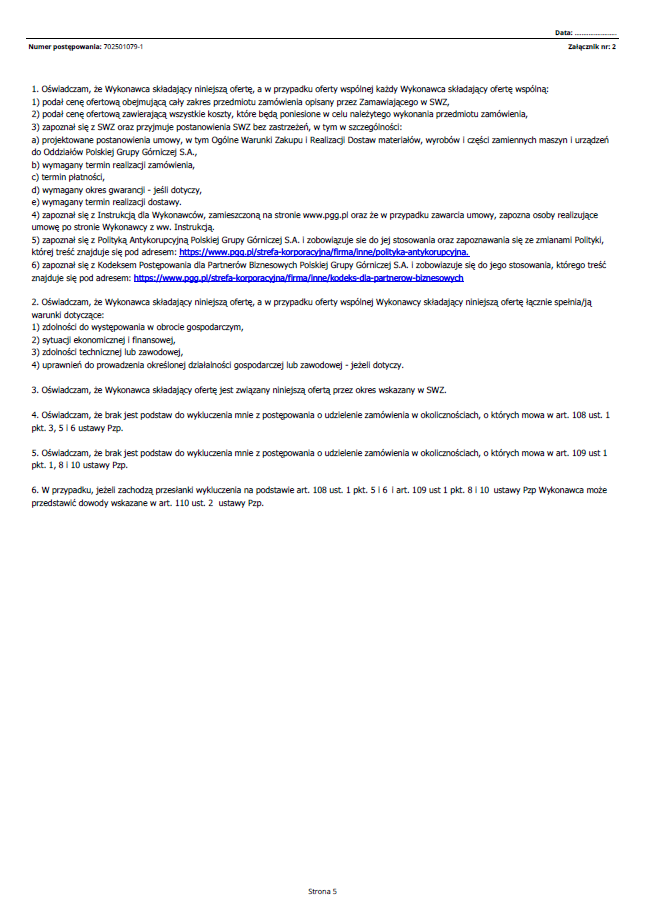 Data: ......................
Numer postępowania: 702501079-1
Załącznik nr: 2
1. Oświadczam, że Wykonawca składający niniejszą ofertę, a w przypadku oferty wspólnej każdy Wykonawca składający ofertę wspólną:
1) podał cenę ofertową obejmującą cały zakres przedmiotu zamówienia opisany przez Zamawiającego w SWZ,
2) podał cenę ofertową zawierającą wszystkie koszty, które będą poniesione w celu należytego wykonania przedmiotu zamówienia,
3) zapoznał się z SWZ oraz przyjmuje postanowienia SWZ bez zastrzeżeń, w tym w szczególności:
a) projektowane postanowienia umowy, w tym Ogólne Warunki Zakupu i Realizacji Dostaw materiałów, wyrobów i części zamiennych maszyn i urządzeń
do Oddziałów Polskiej Grupy Górniczej S.A.,
b) wymagany termin realizacji zamówienia,
c) termin płatności,
d) wymagany okres gwarancji - jeśli dotyczy,
e) wymagany termin realizacji dostawy.
4) zapoznał się z Instrukcją dla Wykonawców, zamieszczoną na stronie www.pgg.pl oraz że w przypadku zawarcia umowy, zapozna osoby realizujące
umowę po stronie Wykonawcy z ww. Instrukcją.
5) zapoznał się z Polityką Antykorupcyjną Polskiej Grupy Górniczej S.A. i zobowiązuje sie do jej stosowania oraz zapoznawania się ze zmianami Polityki,
której treść znajduje się pod adresem: https://www.pgg.pl/strefa-korporacyjna/firma/inne/polityka-antykorupcyjna.
6) zapoznał się z Kodeksem Postępowania dla Partnerów Biznesowych Polskiej Grupy Górniczej S.A. i zobowiązuje się do jego stosowania, którego treść
znajduje się pod adresem: https://www.pgg.pl/strefa-korporacyjna/firma/inne/kodeks-dla-partnerow-biznesowych
2. Oświadczam, że Wykonawca składający niniejszą ofertę, a w przypadku oferty wspólnej Wykonawcy składający niniejszą ofertę łącznie spełnia/ją
warunki dotyczące:
1) zdolności do występowania w obrocie gospodarczym,
2) sytuacji ekonomicznej i finansowej,
3) zdolności technicznej lub zawodowej,
4) uprawnień do prowadzenia określonej działalności gospodarczej lub zawodowej - jeżeli dotyczy.
3. Oświadczam, że Wykonawca składający ofertę jest związany niniejszą ofertą przez okres wskazany w SWZ.
4. Oświadczam, że brak jest podstaw do wykluczenia mnie z postępowania o udzielenie zamówienia w okolicznościach, o których mowa w art. 108 ust. 1
pkt. 3, 5 i 6 ustawy Pzp.
5. Oświadczam, że brak jest podstaw do wykluczenia mnie z postępowania o udzielenie zamówienia w okolicznościach, o których mowa w art. 109 ust 1
pkt. 1, 8 i 10 ustawy Pzp.
6. W przypadku, jeżeli zachodzą przesłanki wykluczenia na podstawie art. 108 ust. 1 pkt. 5 i 6 i art. 109 ust 1 pkt. 8 i 10 ustawy Pzp Wykonawca może
przedstawić dowody wskazane w art. 110 ust. 2 ustawy Pzp.
Strona 5